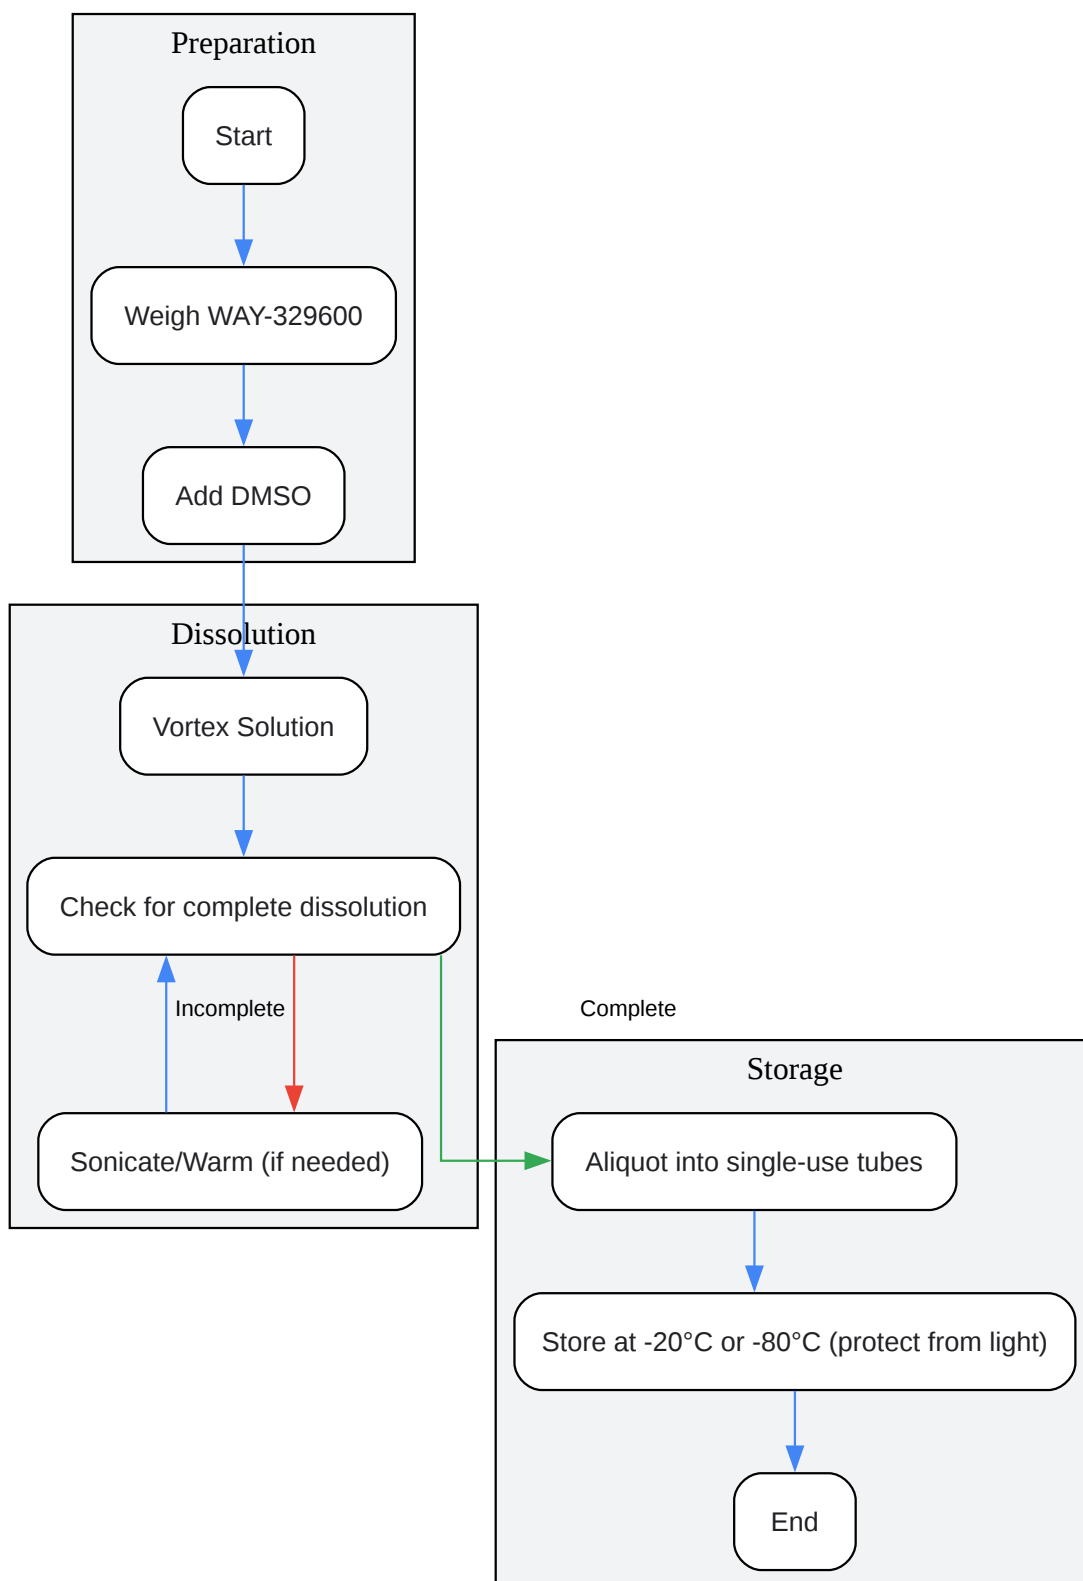 Preparation
Start
Weigh WAY-329600
Add DMSO
Dissolution
Vortex Solution
Check for complete dissolution
Incomplete
Complete
Sonicate/Warm (if needed)
Storage
Aliquot into single-use tubes
Store at -20°C or -80°C (protect from light)
End